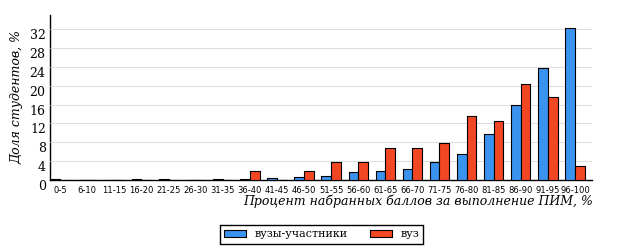 Доля студентов, %
32
28
24
20
16
12
8
4
0
0-5 6-10 11-15 16-20 21-25 26-30 31-35 36-40 41-45 46-50 51-55 56-60 61-65 66-70 71-75 76-80 81-85 86-90 91-95 96-100
Процент набранных баллов за выполнение ПИМ, %
вузы-участники вуз